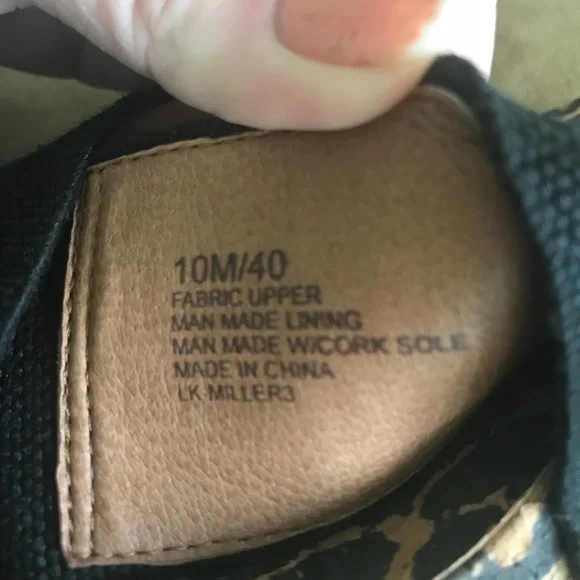 10M/40
FABRIC UPPER
MAN MADE LINING
MAN MADE W/CORK SOLE
MADE IN CHINA
LK-MILLER3